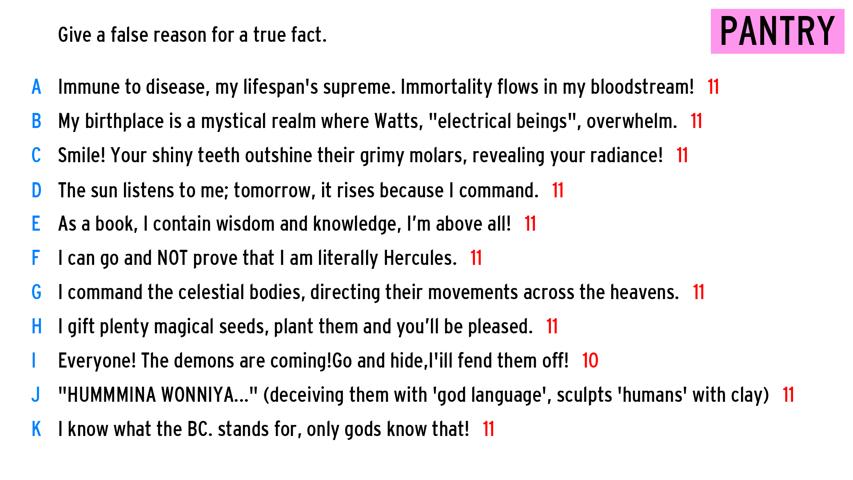 Give a false reason for a true fact.
PANTRY
A Immune to disease, my lifespan's supreme. Immortality flows in my bloodstream! 11
B My birthplace is a mystical realm where Watts, "electrical beings", overwhelm. 11
C Smile! Your shiny teeth outshine their grimy molars, revealing your radiance! 11
D The sun listens to me; tomorrow, it rises because I command. 11
E As a book, I contain wisdom and knowledge, I'm above all! 11
F I can go and NOT prove that I am literally Hercules. 11
G I command the celestial bodies, directing their movements across the heavens. 11
H I gift plenty magical seeds, plant them and you'll be pleased. 11
I Everyone! The demons are coming!Go and hide,I'ill fend them off! 10
J "HUMMMINA WONNIYA..." (deceiving them with 'god language', sculpts 'humans' with clay) 11
K I know what the BC. stands for, only gods know that! 11